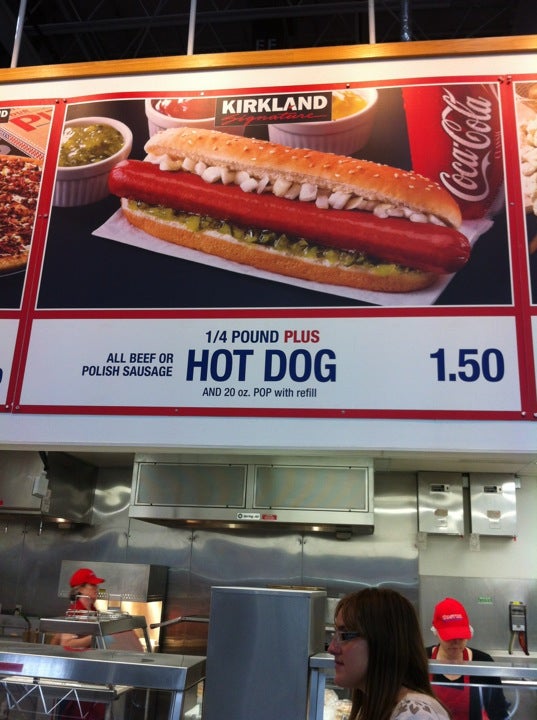 KIRKLAND
Signature
Coca-Cola
CLASSIC
1/4 POUND PLUS
ALL BEEF OR
POLISH SAUSAGE
HOT DOG
1.50
AND 20 oz. POP with refill